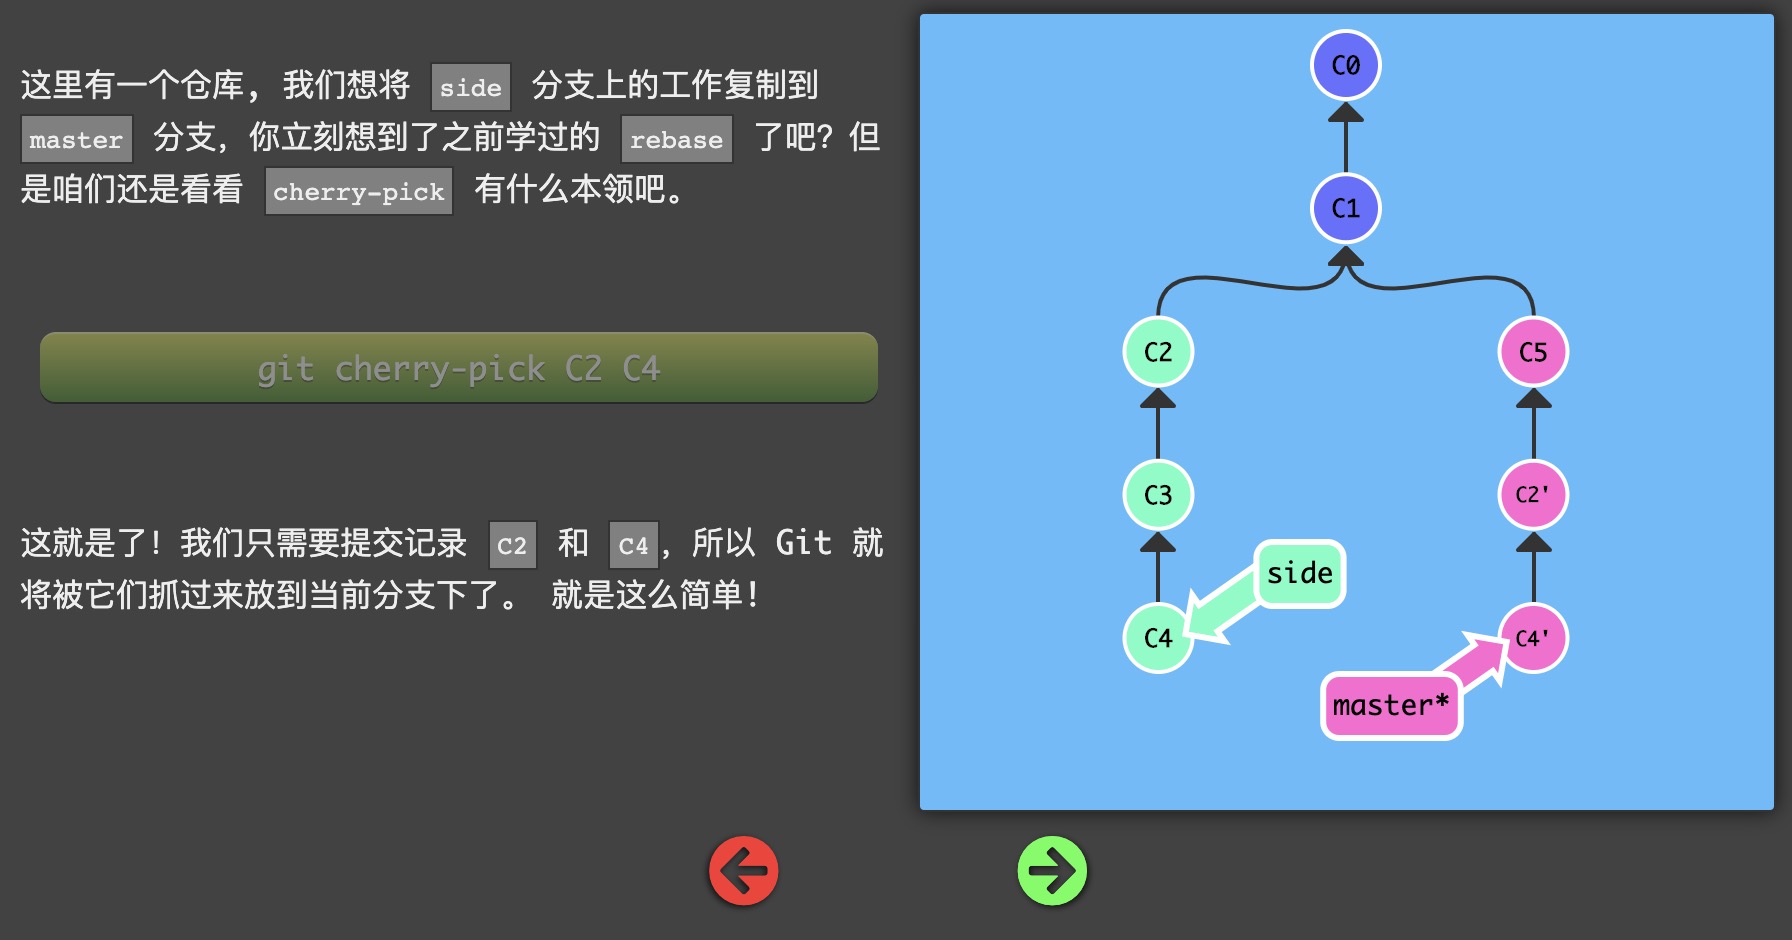 这里有一个仓库, 我们想将 side 分支上的工作复制到
master 分支，你立刻想到了之前学过的 rebase 了吧？但
是咱们还是看看 cherry-pick 有什么本领吧。
git cherry-pick C2 C4
这就是了！我们只需要提交记录 C2 和 C4，所以 Git 就
将被它们抓过来放到当前分支下了。 就是这么简单！
C0
C1
C2
C5
C3
C2'
side
C4
C4'
master*